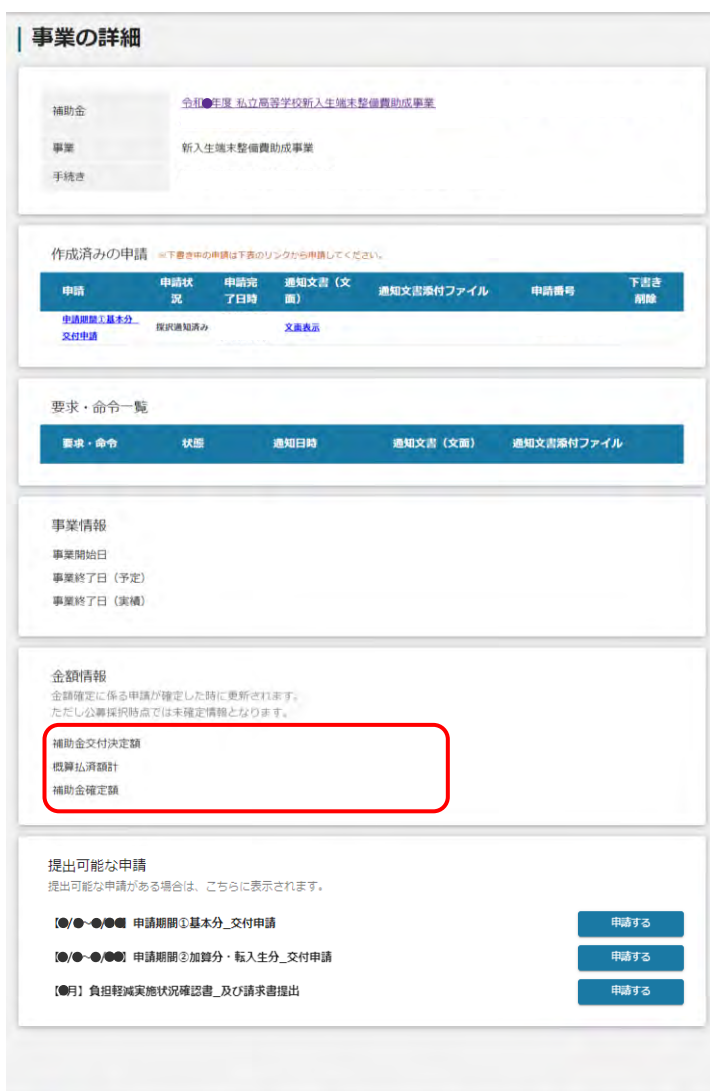 事業の詳細
補助金 令和●年度 私立高等学校新入生端末整備費助成事業
事業 新入生端末整備費助成事業
手続き
作成済みの申請 ※下書き中の申請は下表のリンクから申請してください。
申請 申請状況 申請完了日時 通知文書（文面） 通知文書添付ファイル 申請番号 下書き削除
申請期間①基本分_交付申請 採択通知済み 文面表示
要求・命令一覧
要求・命令 状態 通知日時 通知文書（文面） 通知文書添付ファイル
事業情報
事業開始日
事業終了日（予定）
事業終了日（実績）
金額情報
金額確定に係る申請が確定した時に更新されます。
ただし公募採択時点では未確定情報となります。
補助金交付決定額
概算払済額計
補助金確定額
提出可能な申請
提出可能な申請がある場合は、こちらに表示されます。
【●/●~●/●●】申請期間①基本分_交付申請 申請する
【●/●~●/●●】申請期間②加算分・転入生分_交付申請 申請する
【●月】負担軽減実施状況確認書_及び請求書提出 申請する